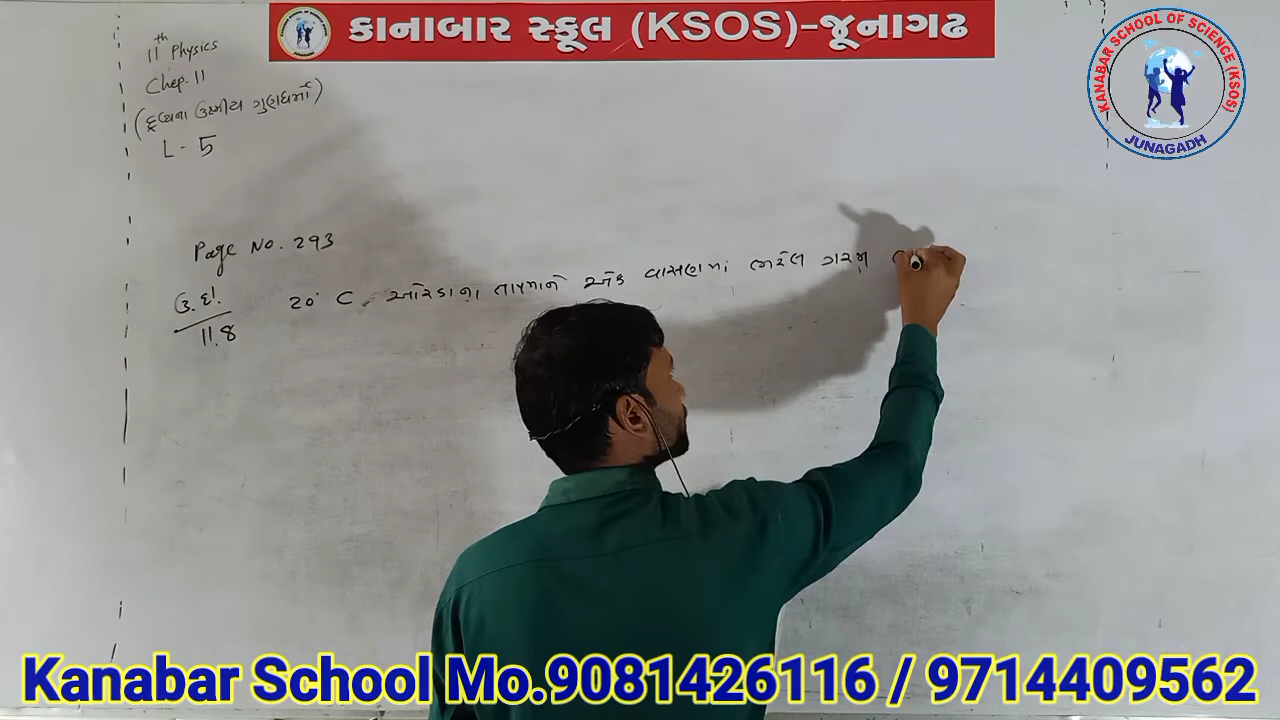 કાનાબાર સ્કૂલ (KSOS)-જૂનાગઢ
KANABAR SCHOOL OF SCIENCE (KSOS)
JUNAGADH
11th Physics
Chep. 11
(દ્રવ્યના ઉષ્મીય ગુણધર્મો)
L - 5
Page No. 293
ઉ.દા. 20° C ઓરડાના તાપમાને એક વાસણમાં ભરેલ ગરમ
11.8
Kanabar School Mo.9081426116 / 9714409562